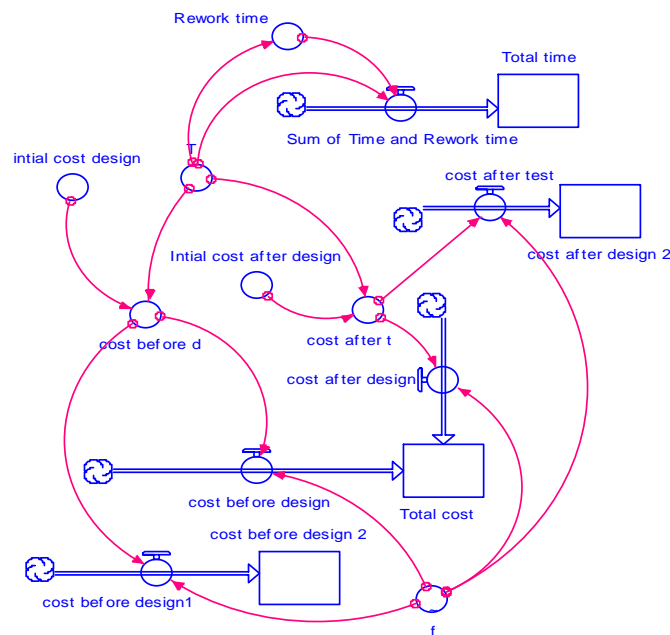 Rework time
Total time
Sum of Time and Rework time
T
intial cost design
cost after test
cost after design 2
Intial cost after design
cost before d
cost after t
cost after design
cost before design
Total cost
cost before design 2
cost before design1
f